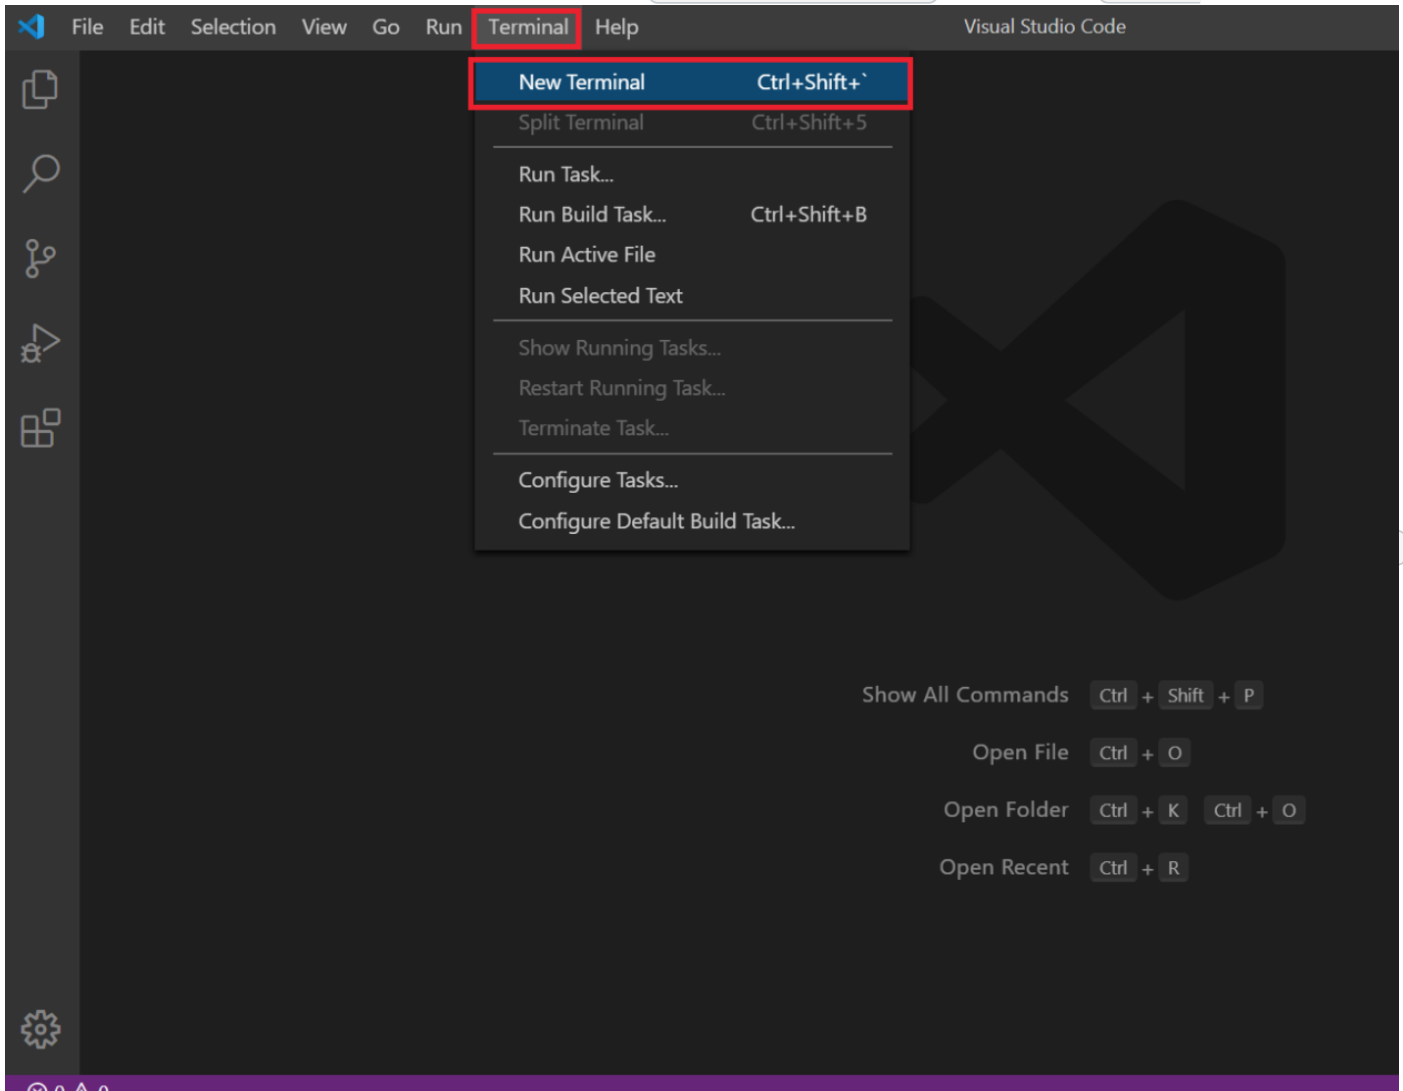 File Edit Selection View Go Run Terminal Help Visual Studio Code
New Terminal Ctrl+Shift+`
Split Terminal Ctrl+Shift+5
Run Task...
Run Build Task... Ctrl+Shift+B
Run Active File
Run Selected Text
Show Running Tasks...
Restart Running Task...
Terminate Task...
Configure Tasks...
Configure Default Build Task...
Show All Commands Ctrl + Shift + P
Open File Ctrl + O
Open Folder Ctrl + K Ctrl + O
Open Recent Ctrl + R
0 0